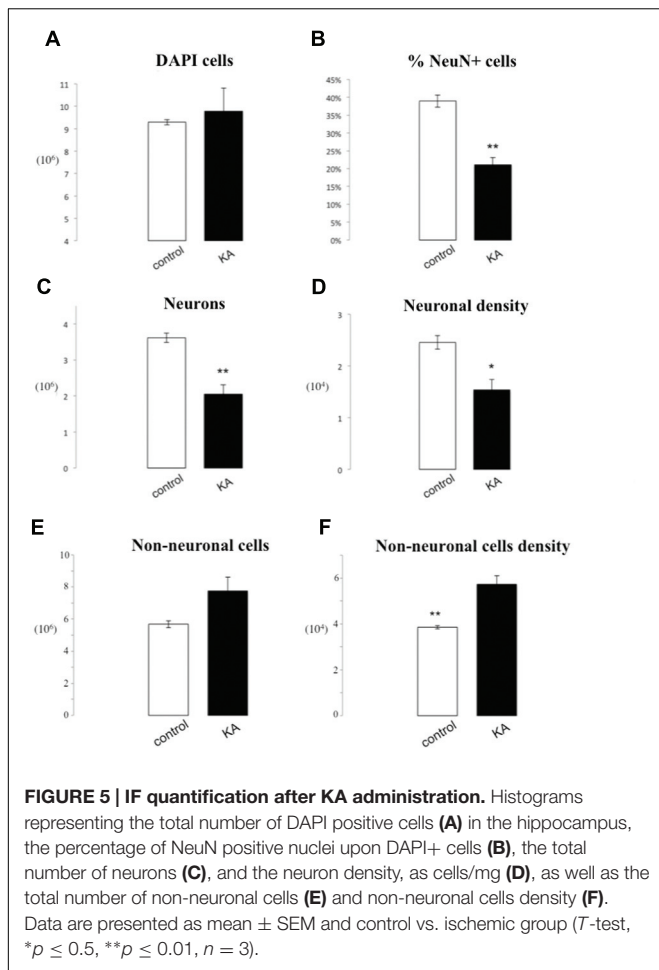 A
DAPI cells
11
10
9
(10⁶)
8
7
6
5
4
control
KA
B
% NeuN+ cells
45%
40%
35%
30%
25%
20%
15%
10%
5%
0%
**
control
KA
C
Neurons
4
3
(10⁶)
2
1
0
**
control
KA
D
Neuronal density
3
2
(10⁴)
1
0
*
control
KA
E
Non-neuronal cells
10
8
6
(10⁶)
4
2
0
control
KA
F
Non-neuronal cells density
6
4
(10⁴)
2
0
**
control
KA
FIGURE 5 | IF quantification after KA administration. Histograms
representing the total number of DAPI positive cells (A) in the hippocampus,
the percentage of NeuN positive nuclei upon DAPI+ cells (B), the total
number of neurons (C), and the neuron density, as cells/mg (D), as well as the
total number of non-neuronal cells (E) and non-neuronal cells density (F).
Data are presented as mean ± SEM and control vs. ischemic group (T-test,
*p ≤ 0.5, **p ≤ 0.01, n = 3).